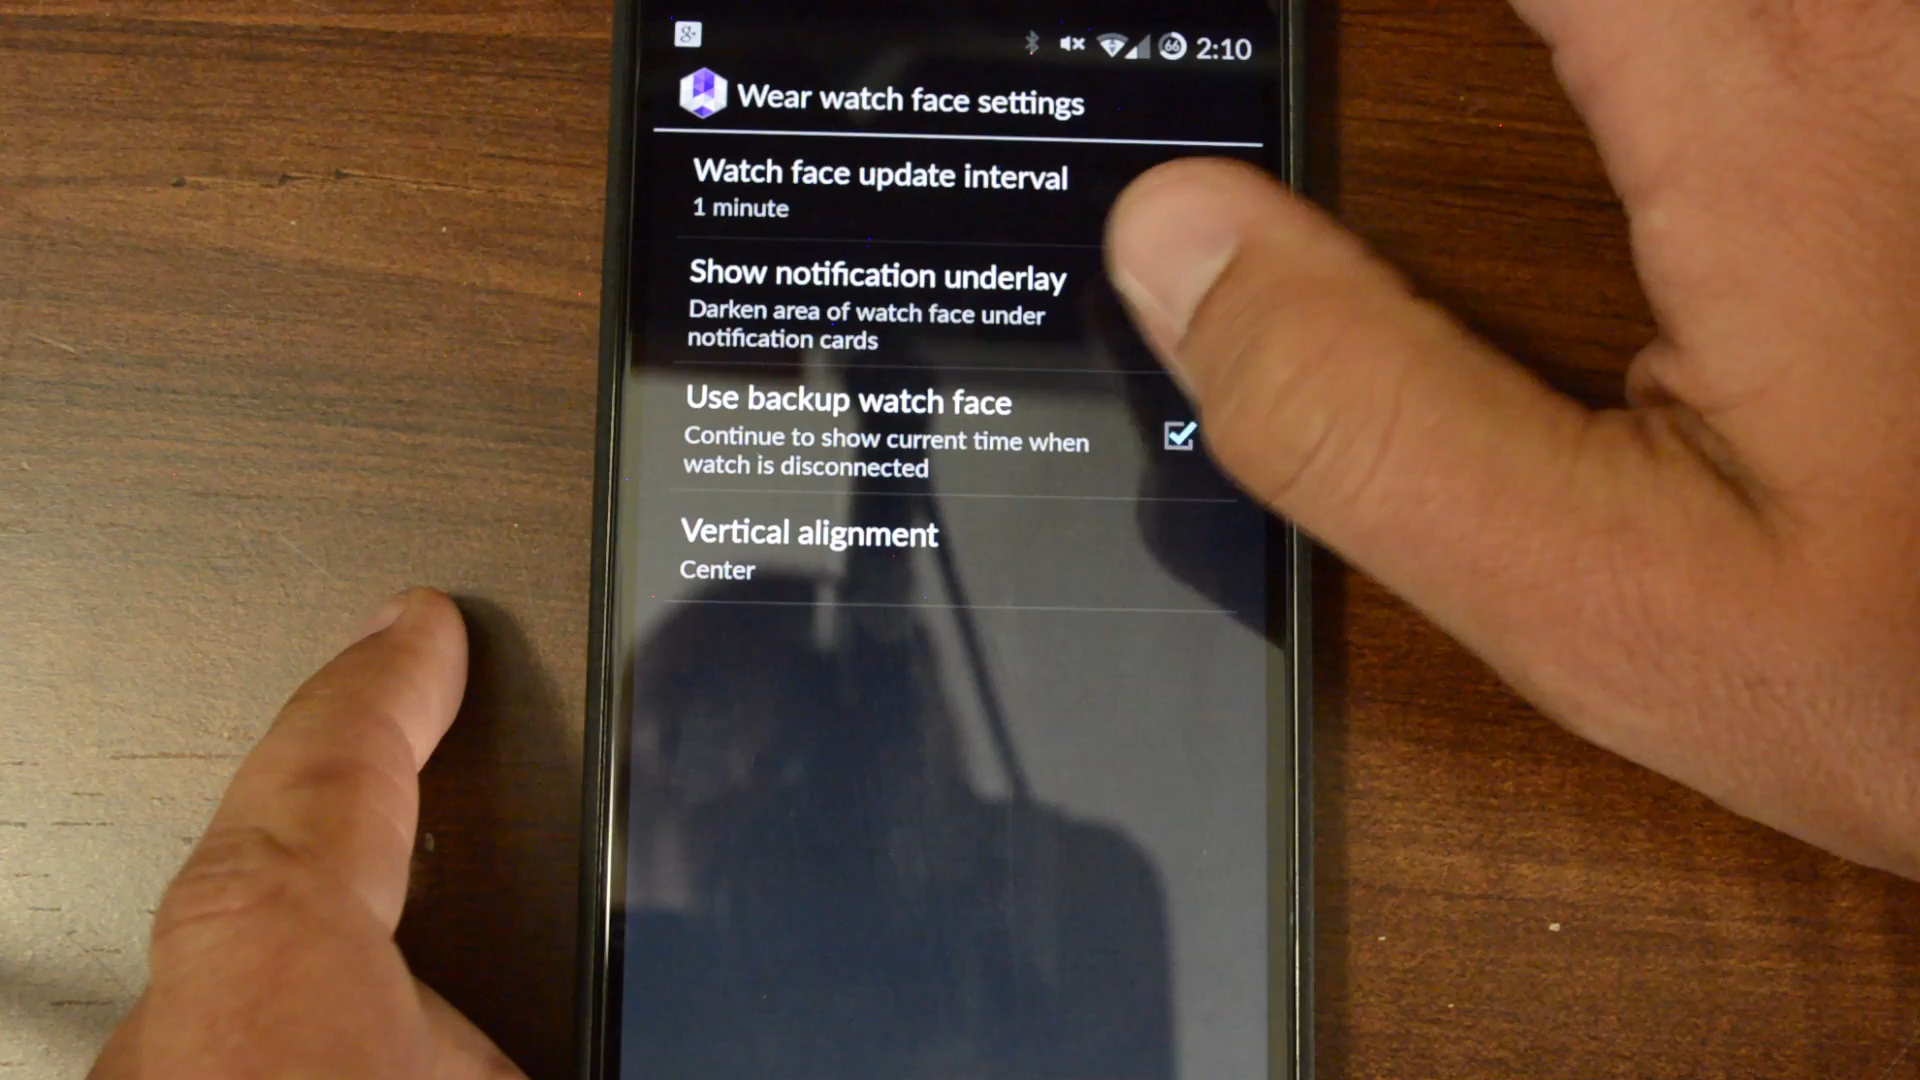 g+
66 2:10
Wear watch face settings
Watch face update interval
1 minute
Show notification underlay
Darken area of watch face under
notification cards
Use backup watch face
Continue to show current time when
watch is disconnected
Vertical alignment
Center